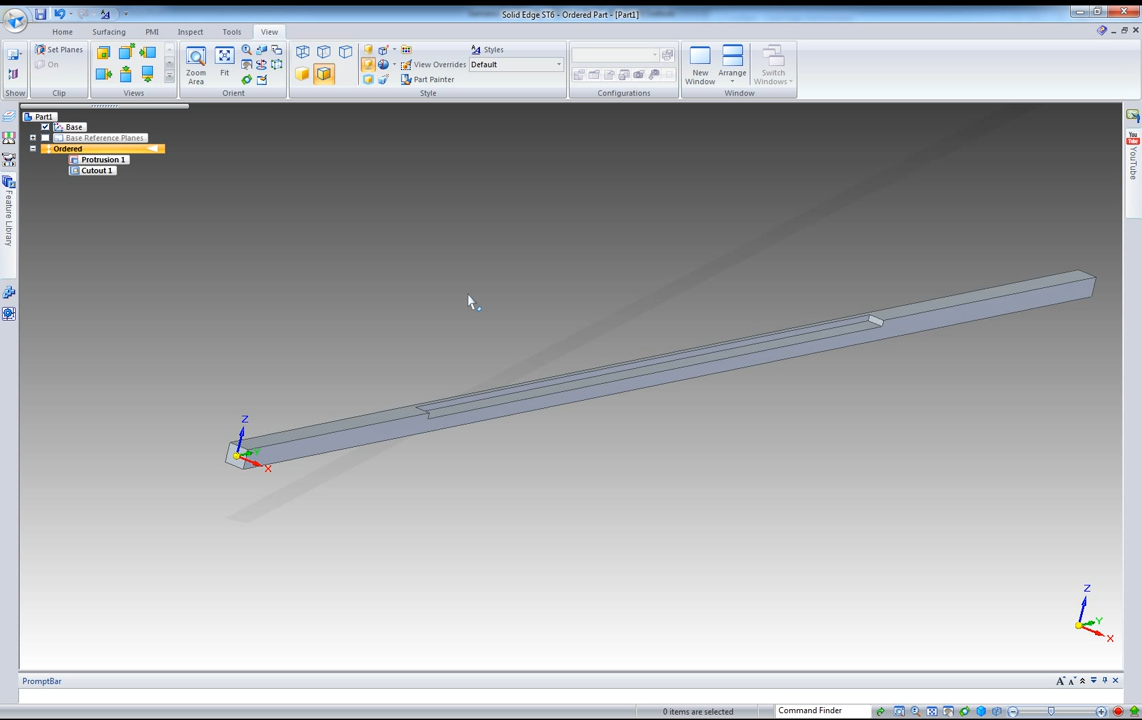 Solid Edge ST6 - Ordered Part - [Part1]
Home Surfacing PMI Inspect Tools View
Set Planes
On
Show
Clip
Views
Zoom Area
Fit
Orient
View Overrides
Part Painter
Styles
Default
Style
Configurations
New Window
Arrange
Switch Windows
Window
Part1
Base
Base Reference Planes
Ordered
Protrusion 1
Cutout 1
Feature Library
YouTube
Z
Y
X
Z
Y
X
PromptBar
0 items are selected
Command Finder